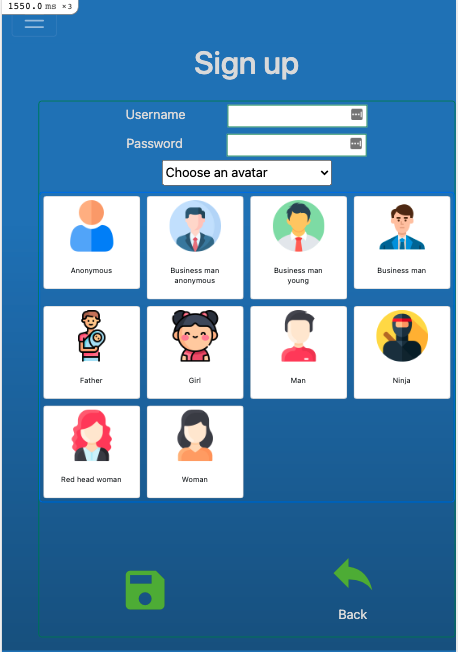 1550.0 ms ×3
Sign up
Username
Password
Choose an avatar
Anonymous
Business man
anonymous
Business man
young
Business man
Father
Girl
Man
Ninja
Red head woman
Woman
Back